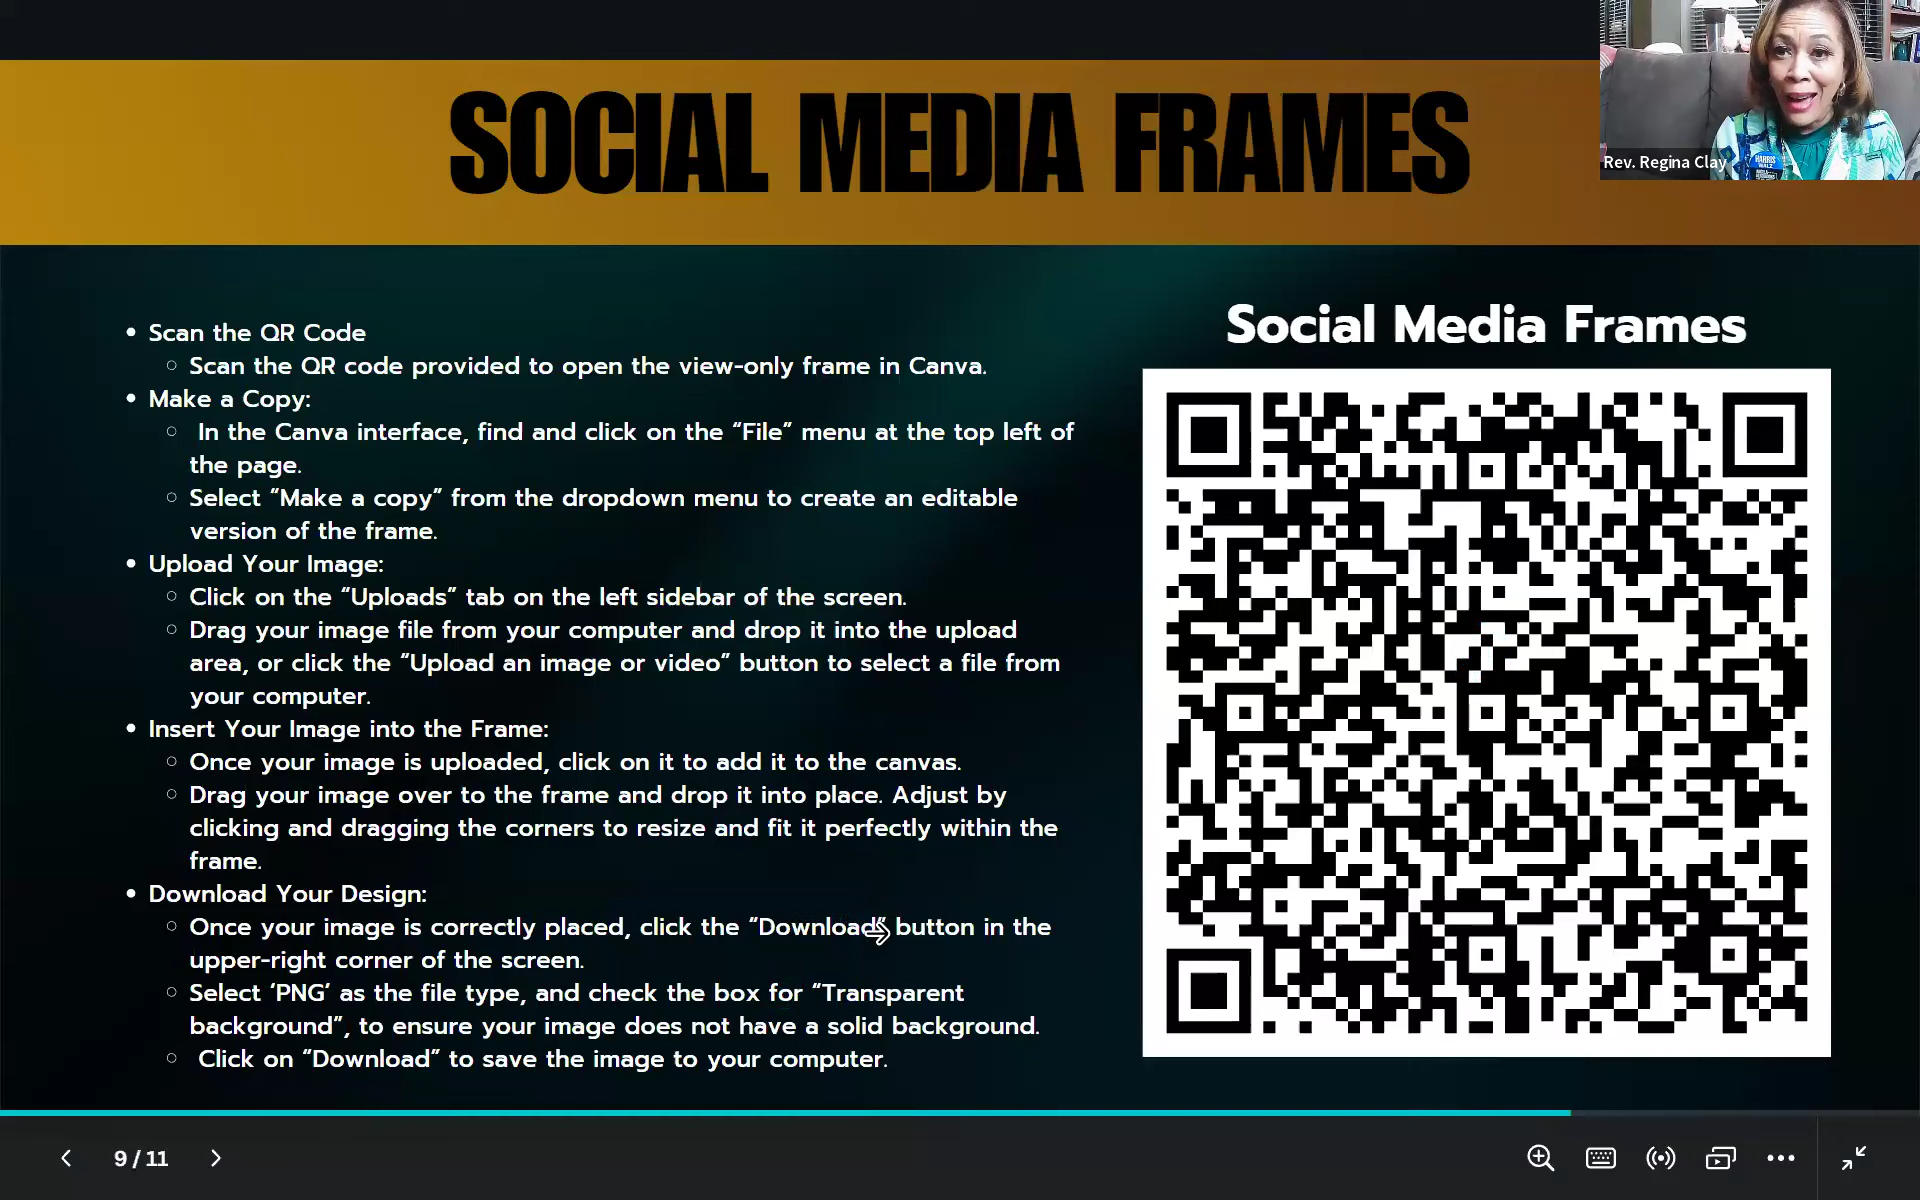 SOCIAL MEDIA FRAMES
Rev. Regina Clay
HARRIS
WALZ
Social Media Frames
• Scan the QR Code
○ Scan the QR code provided to open the view-only frame in Canva.
• Make a Copy:
○ In the Canva interface, find and click on the “File” menu at the top left of
the page.
○ Select “Make a copy” from the dropdown menu to create an editable
version of the frame.
• Upload Your Image:
○ Click on the “Uploads” tab on the left sidebar of the screen.
○ Drag your image file from your computer and drop it into the upload
area, or click the “Upload an image or video” button to select a file from
your computer.
• Insert Your Image into the Frame:
○ Once your image is uploaded, click on it to add it to the canvas.
○ Drag your image over to the frame and drop it into place. Adjust by
clicking and dragging the corners to resize and fit it perfectly within the
frame.
• Download Your Design:
○ Once your image is correctly placed, click the “Download” button in the
upper-right corner of the screen.
○ Select ‘PNG’ as the file type, and check the box for “Transparent
background”, to ensure your image does not have a solid background.
○ Click on “Download” to save the image to your computer.
9 / 11